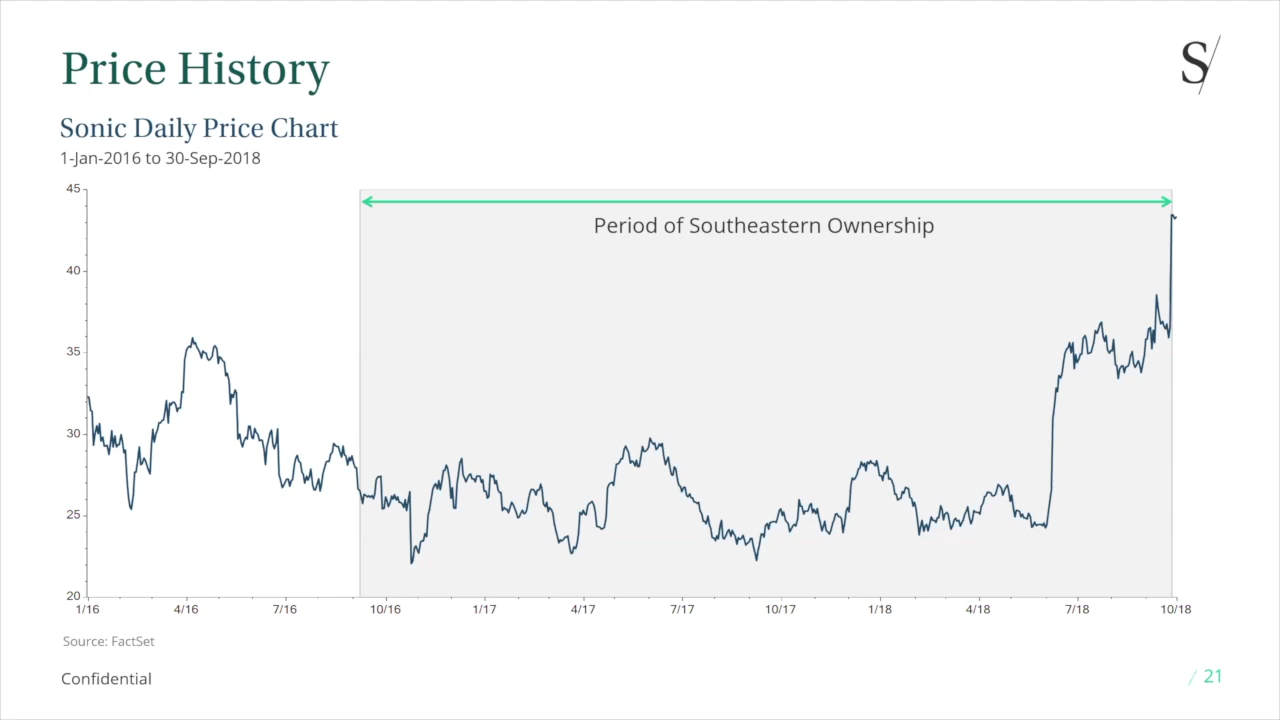 Price History
S/
Sonic Daily Price Chart
1-Jan-2016 to 30-Sep-2018
Period of Southeastern Ownership
45
40
35
30
25
20
1/16 4/16 7/16 10/16 1/17 4/17 7/17 10/17 1/18 4/18 7/18 10/18
Source: FactSet
Confidential
/ 21